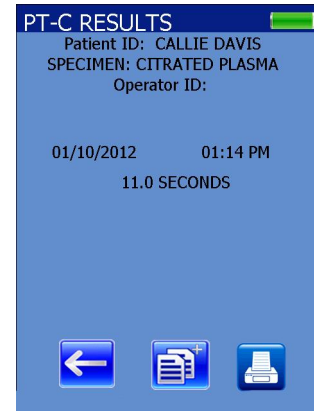 PT-C RESULTS
Patient ID: CALLIE DAVIS
SPECIMEN: CITRATED PLASMA
Operator ID:
01/10/2012 01:14 PM
11.0 SECONDS